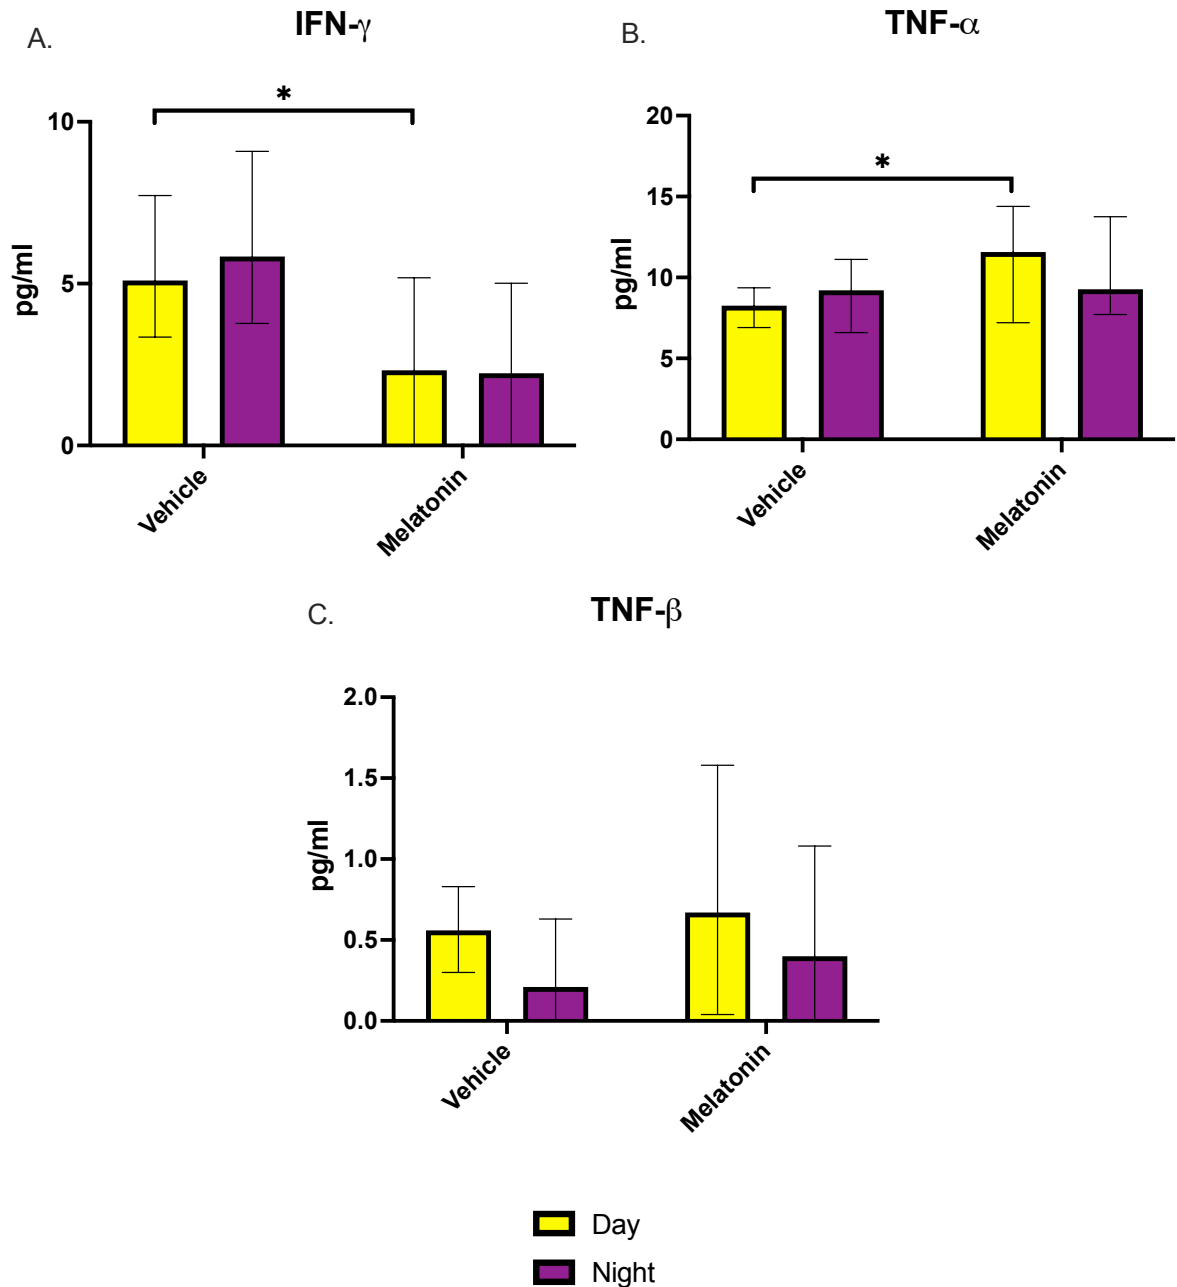 A.
IFN-γ
*
10
5
0
pg/ml
Vehicle
Melatonin
B.
TNF-α
*
20
15
10
5
0
pg/ml
Vehicle
Melatonin
C.
TNF-β
2.0
1.5
1.0
0.5
0.0
pg/ml
Vehicle
Melatonin
Day
Night